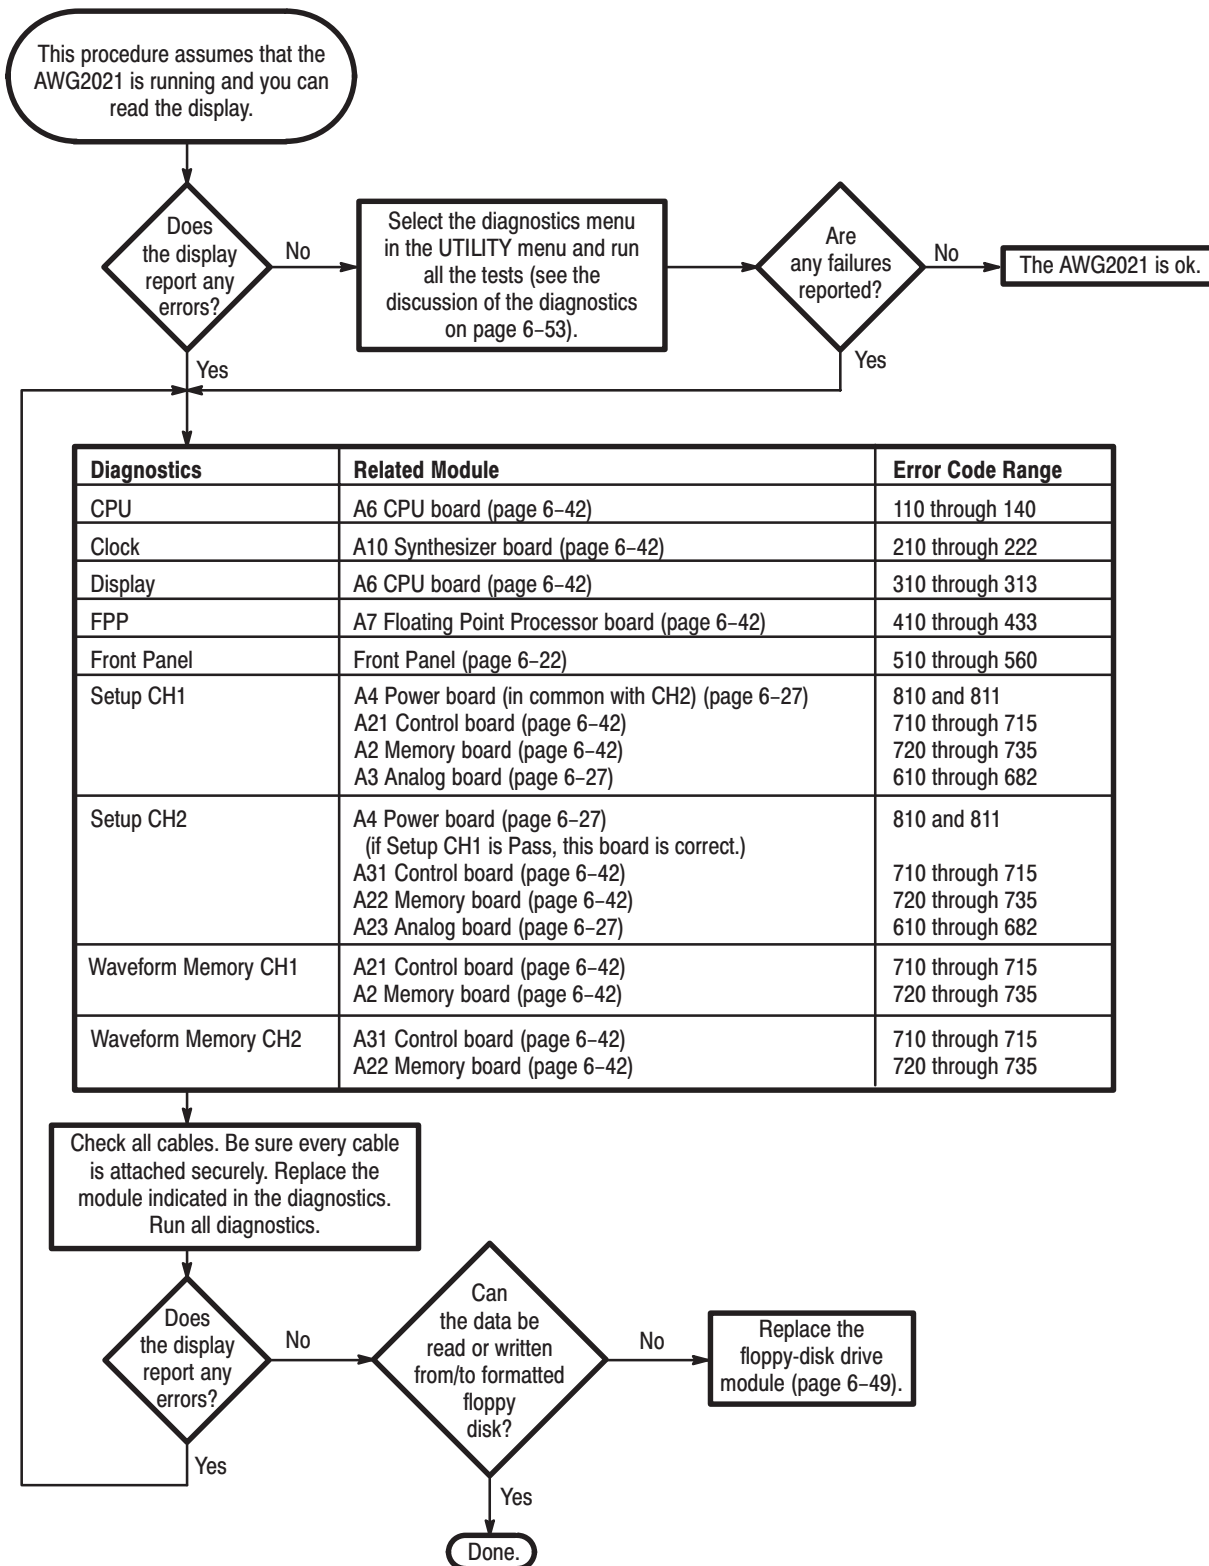 This procedure assumes that the
AWG2021 is running and you can
read the display.
Does
the display
report any
errors?
No
Select the diagnostics menu
in the UTILITY menu and run
all the tests (see the
discussion of the diagnostics
on page 6–53).
Are
any failures
reported?
No
The AWG2021 is ok.
Yes
Yes
Diagnostics Related Module Error Code Range
CPU A6 CPU board (page 6–42) 110 through 140
Clock A10 Synthesizer board (page 6–42) 210 through 222
Display A6 CPU board (page 6–42) 310 through 313
FPP A7 Floating Point Processor board (page 6–42) 410 through 433
Front Panel Front Panel (page 6–22) 510 through 560
Setup CH1 A4 Power board (in common with CH2) (page 6–27) 810 and 811
A21 Control board (page 6–42) 710 through 715
A2 Memory board (page 6–42) 720 through 735
A3 Analog board (page 6–27) 610 through 682
Setup CH2 A4 Power board (page 6–27) 810 and 811
(if Setup CH1 is Pass, this board is correct.)
A31 Control board (page 6–42) 710 through 715
A22 Memory board (page 6–42) 720 through 735
A23 Analog board (page 6–27) 610 through 682
Waveform Memory CH1 A21 Control board (page 6–42) 710 through 715
A2 Memory board (page 6–42) 720 through 735
Waveform Memory CH2 A31 Control board (page 6–42) 710 through 715
A22 Memory board (page 6–42) 720 through 735
Check all cables. Be sure every cable
is attached securely. Replace the
module indicated in the diagnostics.
Run all diagnostics.
Does
the display
report any
errors?
No
Can
the data be
read or written
from/to formatted
floppy
disk?
No
Replace the
floppy-disk drive
module (page 6–49).
Yes
Yes
Done.